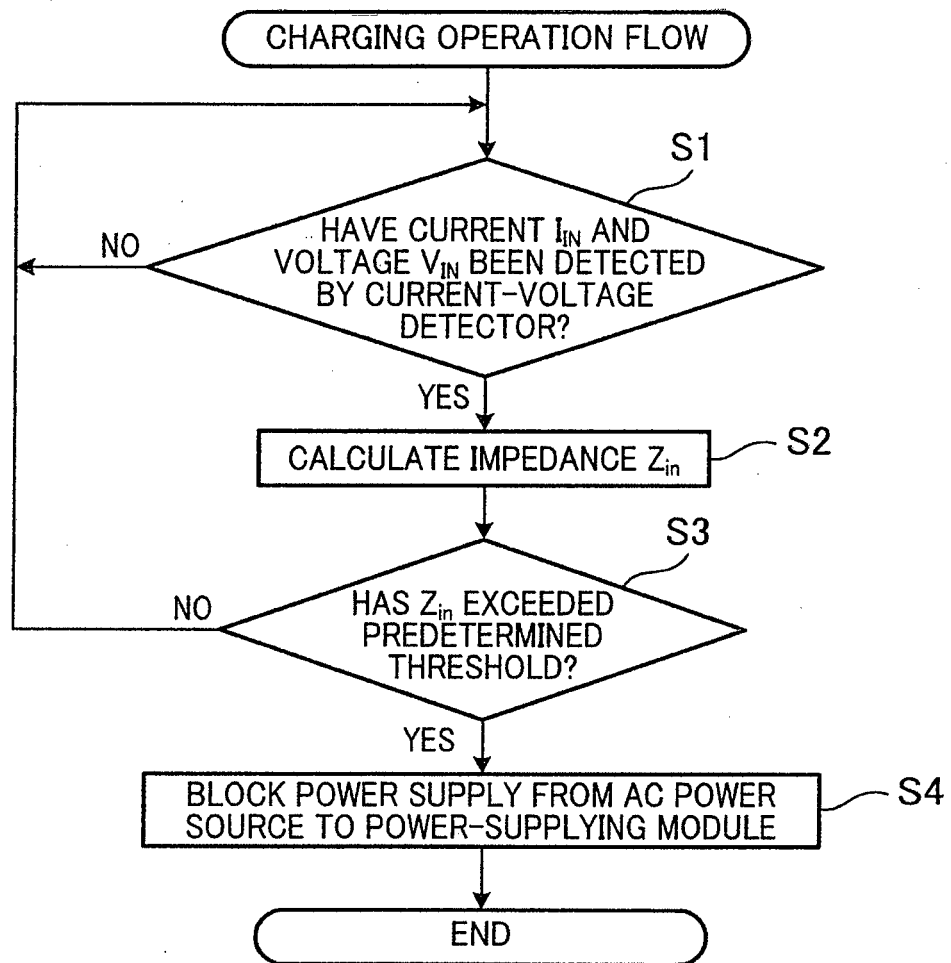 CHARGING OPERATION FLOW
S1
HAVE CURRENT I_IN AND
NO
VOLTAGE V_IN BEEN DETECTED
BY CURRENT-VOLTAGE
DETECTOR?
YES
CALCULATE IMPEDANCE Z_in
S2
S3
NO
HAS Z_in EXCEEDED
PREDETERMINED
THRESHOLD?
YES
BLOCK POWER SUPPLY FROM AC POWER
SOURCE TO POWER-SUPPLYING MODULE
S4
END